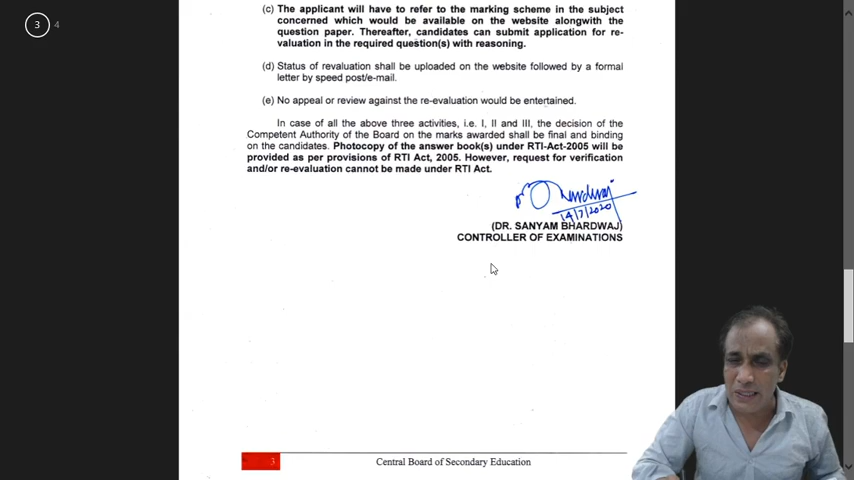 3 4
(c) The applicant will have to refer to the marking scheme in the subject
concerned which would be available on the website alongwith the
question paper. Thereafter, candidates can submit application for re-
valuation in the required question(s) with reasoning.
(d) Status of revaluation shall be uploaded on the website followed by a formal
letter by speed post/e-mail.
(e) No appeal or review against the re-evaluation would be entertained.
In case of all the above three activities, i.e. I, II and III, the decision of the
Competent Authority of the Board on the marks awarded shall be final and binding
on the candidates. Photocopy of the answer book(s) under RTI-Act-2005 will be
provided as per provisions of RTI Act, 2005. However, request for verification
and/or re-evaluation cannot be made under RTI Act.
14/7/2020
(DR. SANYAM BHARDWAJ)
CONTROLLER OF EXAMINATIONS
3 Central Board of Secondary Education